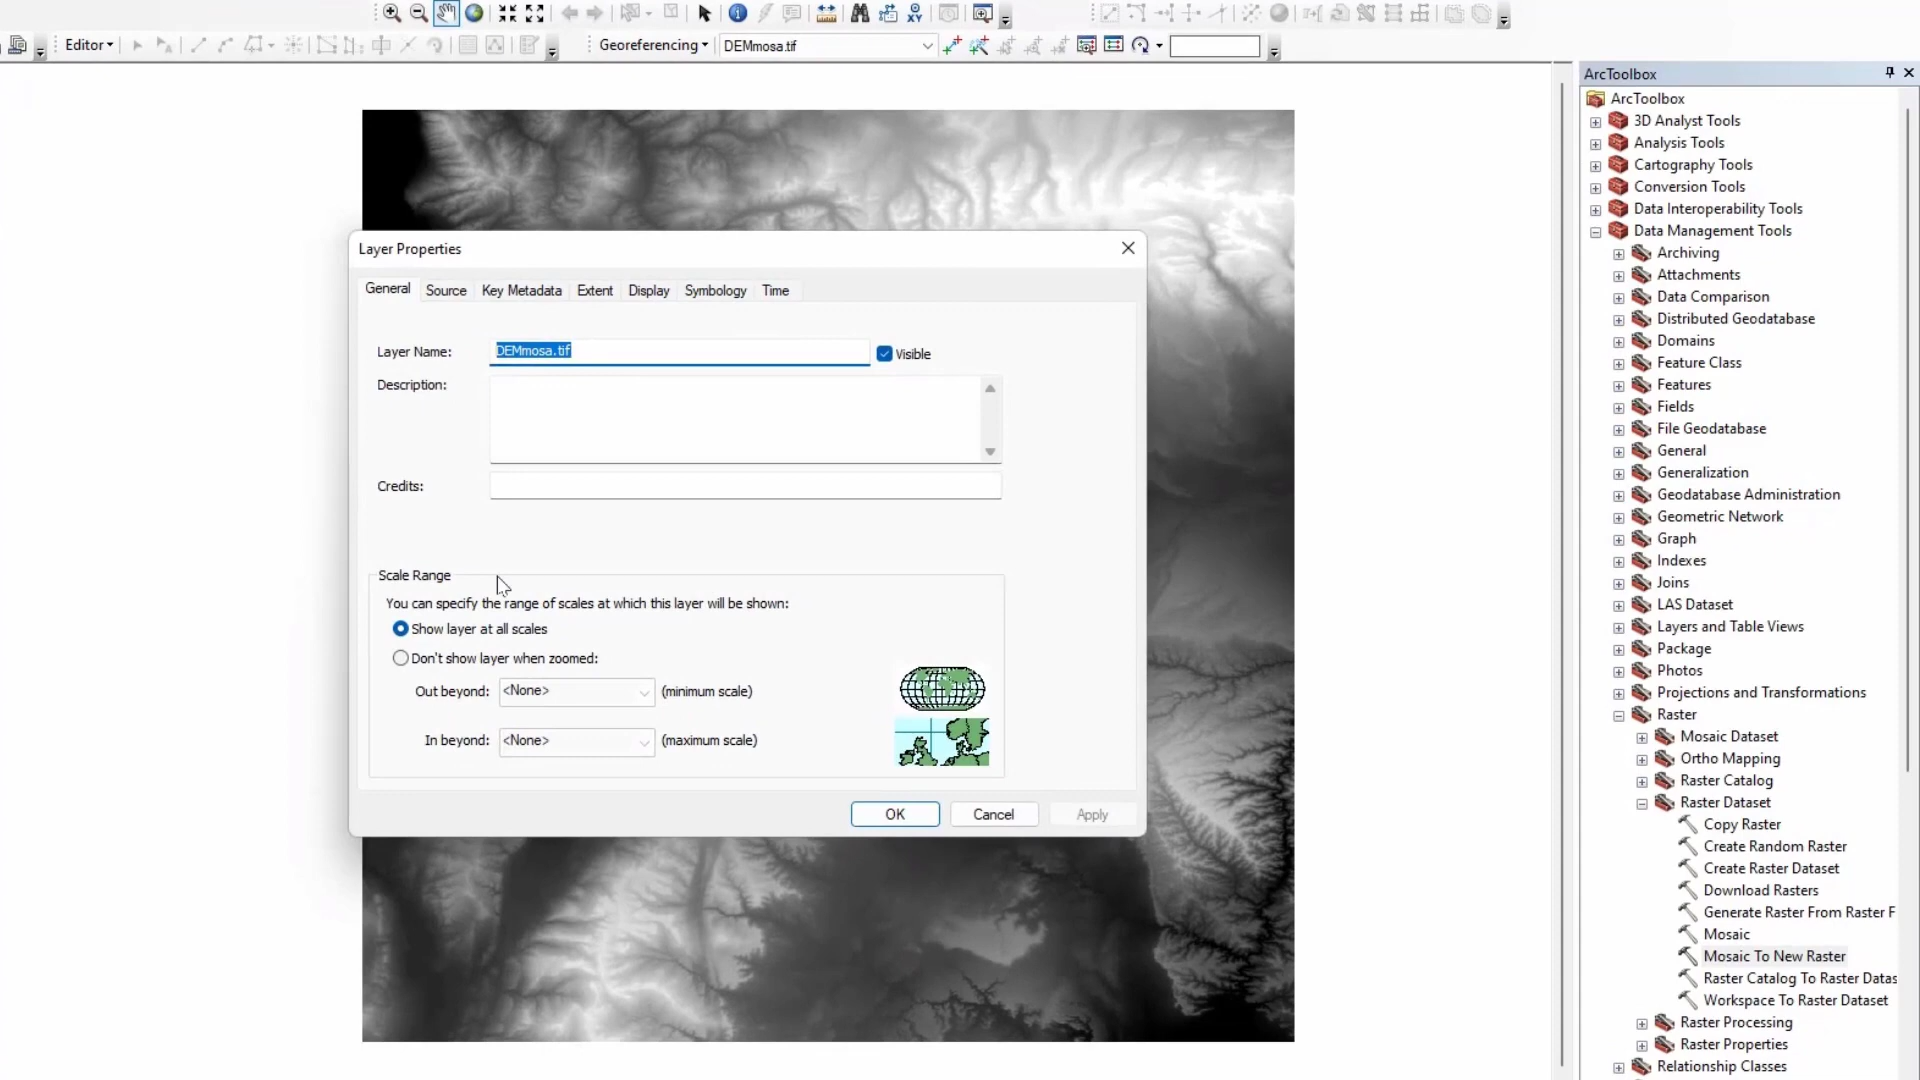 Editor
Georeferencing
DEMmosa.tif
ArcToolbox
ArcToolbox
3D Analyst Tools
Analysis Tools
Cartography Tools
Conversion Tools
Data Interoperability Tools
Data Management Tools
Archiving
Attachments
Data Comparison
Distributed Geodatabase
Domains
Feature Class
Features
Fields
File Geodatabase
General
Generalization
Geodatabase Administration
Geometric Network
Graph
Indexes
Joins
LAS Dataset
Layers and Table Views
Package
Photos
Projections and Transformations
Raster
Mosaic Dataset
Ortho Mapping
Raster Catalog
Raster Dataset
Copy Raster
Create Random Raster
Create Raster Dataset
Download Rasters
Generate Raster From Raster F
Mosaic
Mosaic To New Raster
Raster Catalog To Raster Datas
Workspace To Raster Dataset
Raster Processing
Raster Properties
Relationship Classes
Layer Properties
General Source Key Metadata Extent Display Symbology Time
Layer Name: DEMmosa.tif Visible
Description:
Credits:
Scale Range
You can specify the range of scales at which this layer will be shown:
Show layer at all scales
Don't show layer when zoomed:
Out beyond: <None> (minimum scale)
In beyond: <None> (maximum scale)
OK Cancel Apply